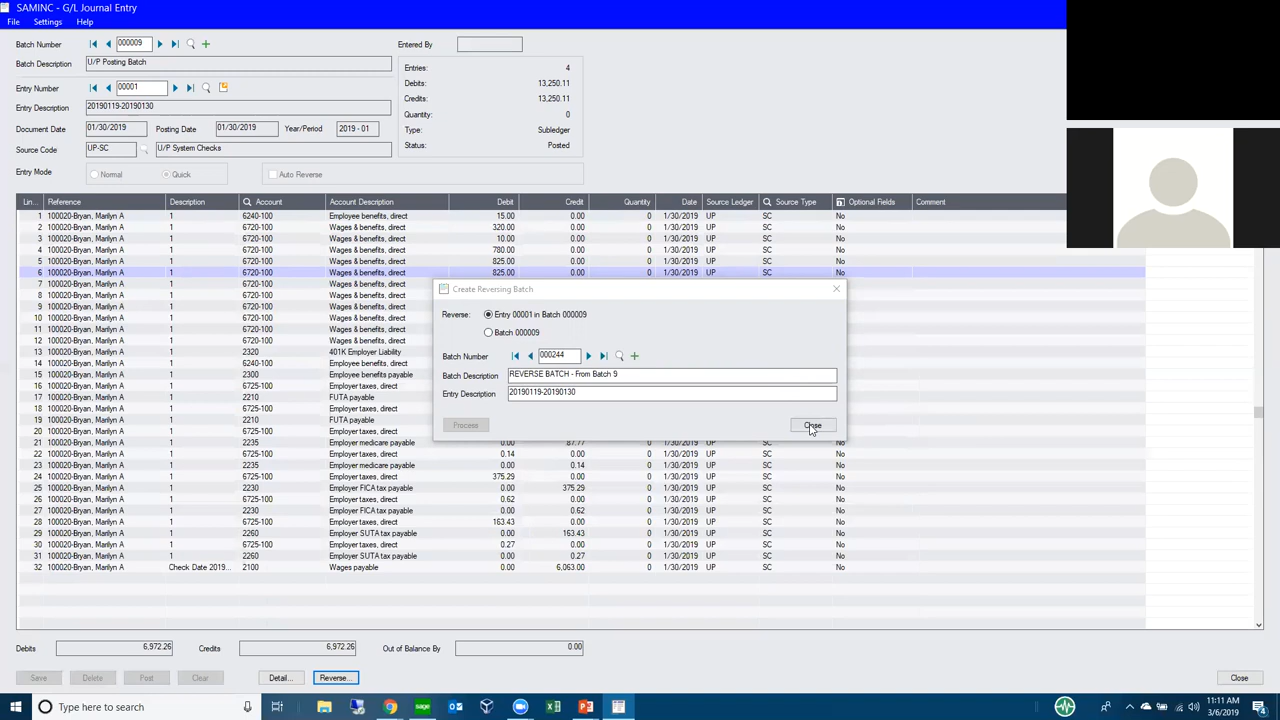 SAMINC - G/L Journal Entry
File Settings Help
Batch Number 000009 Entered By
Batch Description U/P Posting Batch
Entries: 4
Debits: 13,250.11
Entry Number 00001
Credits: 13,250.11
Entry Description 20190119-20190130
Quantity: 0
Document Date 01/30/2019 Posting Date 01/30/2019 Year/Period 2019 - 01
Type: Subledger
Source Code UP-SC U/P System Checks
Status: Posted
Entry Mode Normal Quick Auto Reverse
Lin... Reference Description Account Account Description Debit Credit Quantity Date Source Ledger Source Type Optional Fields Comment
1 100020-Bryan, Marilyn A 1 6240-100 Employee benefits, direct 15.00 0.00 0 1/30/2019 UP SC No
2 100020-Bryan, Marilyn A 1 6720-100 Wages & benefits, direct 320.00 0.00 0 1/30/2019 UP SC No
3 100020-Bryan, Marilyn A 1 6720-100 Wages & benefits, direct 10.00 0.00 0 1/30/2019 UP SC No
4 100020-Bryan, Marilyn A 1 6720-100 Wages & benefits, direct 780.00 0.00 0 1/30/2019 UP SC No
5 100020-Bryan, Marilyn A 1 6720-100 Wages & benefits, direct 825.00 0.00 0 1/30/2019 UP SC No
6 100020-Bryan, Marilyn A 1 6720-100 Wages & benefits, direct 825.00 0.00 0 1/30/2019 UP SC No
7 100020-Bryan, Marilyn A 1 6720-100 Wages & benefits, direct
8 100020-Bryan, Marilyn A 1 6720-100 Wages & benefits, direct
9 100020-Bryan, Marilyn A 1 6720-100 Wages & benefits, direct
10 100020-Bryan, Marilyn A 1 6720-100 Wages & benefits, direct
11 100020-Bryan, Marilyn A 1 6720-100 Wages & benefits, direct
12 100020-Bryan, Marilyn A 1 6720-100 Wages & benefits, direct
13 100020-Bryan, Marilyn A 1 2320 401K Employer Liability
14 100020-Bryan, Marilyn A 1 6240-100 Employee benefits, direct
15 100020-Bryan, Marilyn A 1 2300 Employee benefits payable
16 100020-Bryan, Marilyn A 1 6725-100 Employer taxes, direct
17 100020-Bryan, Marilyn A 1 2210 FUTA payable
18 100020-Bryan, Marilyn A 1 6725-100 Employer taxes, direct
19 100020-Bryan, Marilyn A 1 2210 FUTA payable
20 100020-Bryan, Marilyn A 1 6725-100 Employer taxes, direct
21 100020-Bryan, Marilyn A 1 2235 Employer medicare payable 0.00 87.77 0 1/30/2019 UP SC No
22 100020-Bryan, Marilyn A 1 6725-100 Employer taxes, direct 0.14 0.00 0 1/30/2019 UP SC No
23 100020-Bryan, Marilyn A 1 2235 Employer medicare payable 0.00 0.14 0 1/30/2019 UP SC No
24 100020-Bryan, Marilyn A 1 6725-100 Employer taxes, direct 375.29 0.00 0 1/30/2019 UP SC No
25 100020-Bryan, Marilyn A 1 2230 Employer FICA tax payable 0.00 375.29 0 1/30/2019 UP SC No
26 100020-Bryan, Marilyn A 1 6725-100 Employer taxes, direct 0.62 0.00 0 1/30/2019 UP SC No
27 100020-Bryan, Marilyn A 1 2230 Employer FICA tax payable 0.00 0.62 0 1/30/2019 UP SC No
28 100020-Bryan, Marilyn A 1 6725-100 Employer taxes, direct 163.43 0.00 0 1/30/2019 UP SC No
29 100020-Bryan, Marilyn A 1 2260 Employer SUTA tax payable 0.00 163.43 0 1/30/2019 UP SC No
30 100020-Bryan, Marilyn A 1 6725-100 Employer taxes, direct 0.27 0.00 0 1/30/2019 UP SC No
31 100020-Bryan, Marilyn A 1 2260 Employer SUTA tax payable 0.00 0.27 0 1/30/2019 UP SC No
32 100020-Bryan, Marilyn A Check Date 2019... 2100 Wages payable 0.00 6,063.00 0 1/30/2019 UP SC No
Create Reversing Batch
Reverse: Entry 00001 in Batch 000009
Batch 000009
Batch Number 000244
Batch Description REVERSE BATCH - From Batch 9
Entry Description 20190119-20190130
Process Close
Debits 6,972.26 Credits 6,972.26 Out of Balance By 0.00
Save Delete Post Clear Detail... Reverse... Close
Type here to search
sage
11:11 AM
3/6/2019
4